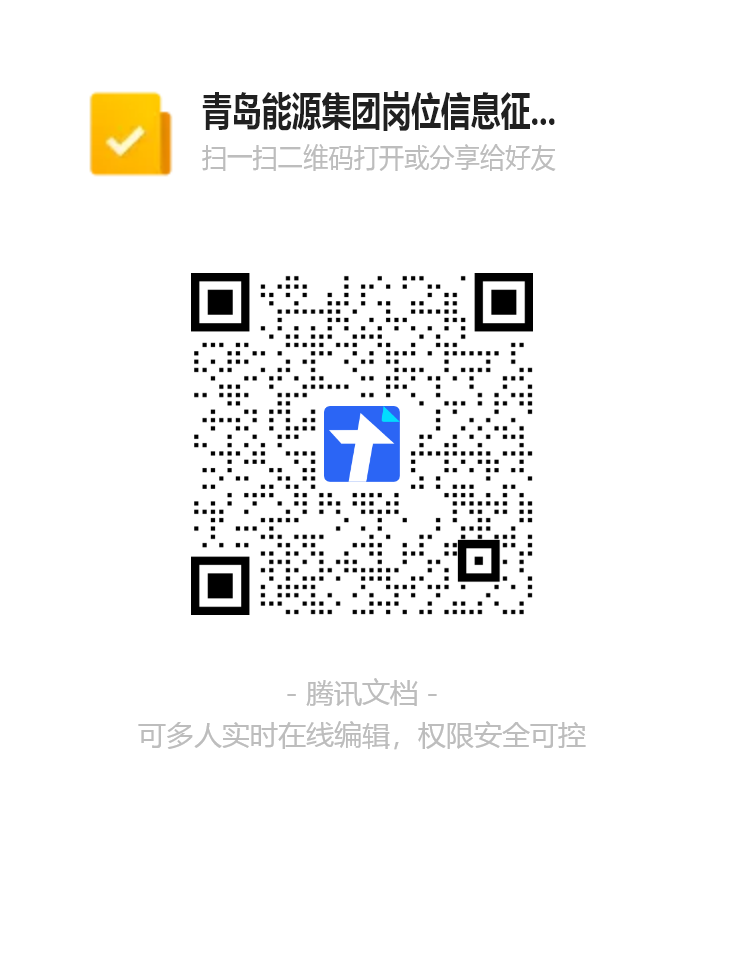 青岛能源集团岗位信息征...
扫一扫二维码打开或分享给好友
- 腾讯文档 -
可多人实时在线编辑，权限安全可控